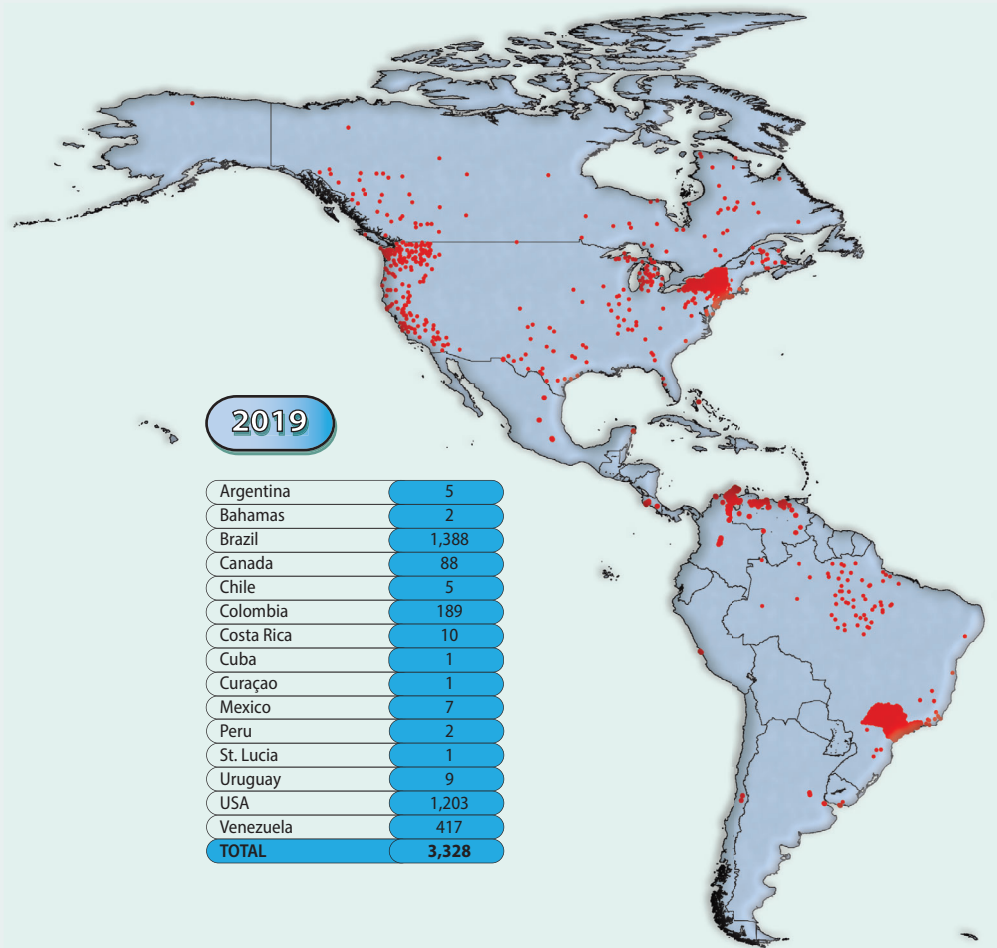 2019
Argentina 5
Bahamas 2
Brazil 1,388
Canada 88
Chile 5
Colombia 189
Costa Rica 10
Cuba 1
Curaçao 1
Mexico 7
Peru 2
St. Lucia 1
Uruguay 9
USA 1,203
Venezuela 417
TOTAL 3,328